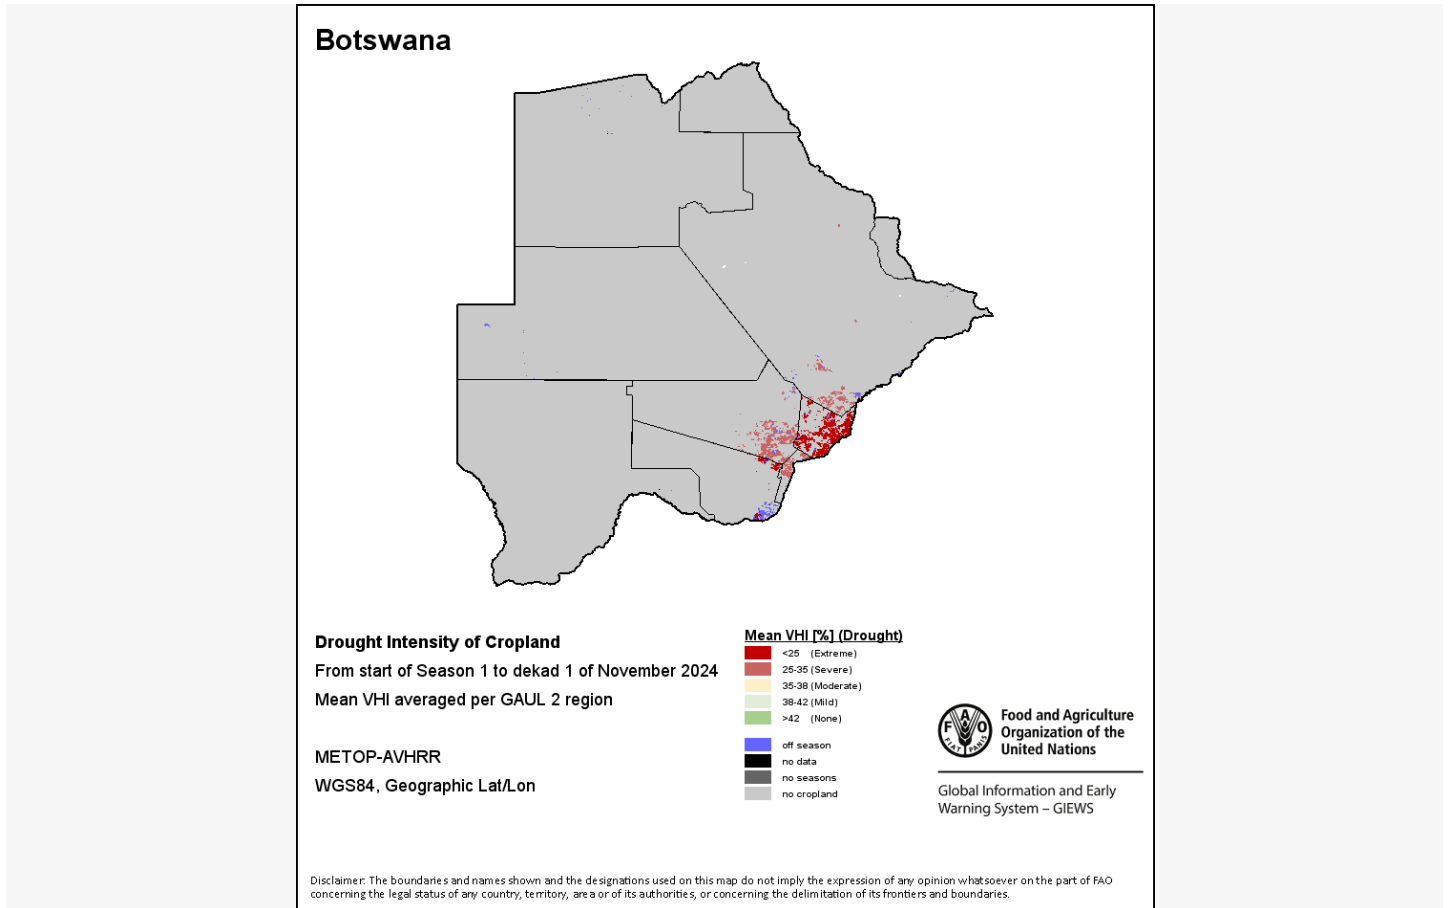 Botswana
Drought Intensity of Cropland
From start of Season 1 to dekad 1 of November 2024
Mean VHI averaged per GAUL 2 region
METOP-AVHRR
WGS84, Geographic Lat/Lon
Mean VHI [%] (Drought)
<25 (Extreme)
25-35 (Severe)
35-38 (Moderate)
38-42 (Mild)
>42 (None)
off season
no data
no seasons
no cropland
F A O
FIAT PANIS
Food and Agriculture
Organization of the
United Nations
Global Information and Early
Warning System – GIEWS
Disclaimer: The boundaries and names shown and the designations used on this map do not imply the expression of any opinion whatsoever on the part of FAO
concerning the legal status of any country, territory, area or of its authorities, or concerning the delimitation of its frontiers and boundaries.